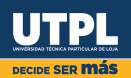 UTPL
UNIVERSIDAD TÉCNICA PARTICULAR DE LOJA
DECIDE SER más